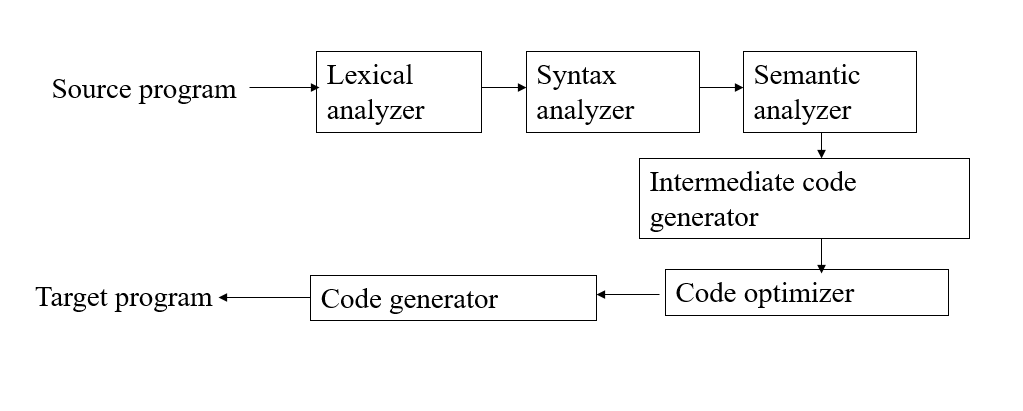 Source program
Lexical
analyzer
Syntax
analyzer
Semantic
analyzer
Intermediate code
generator
Code optimizer
Code generator
Target program